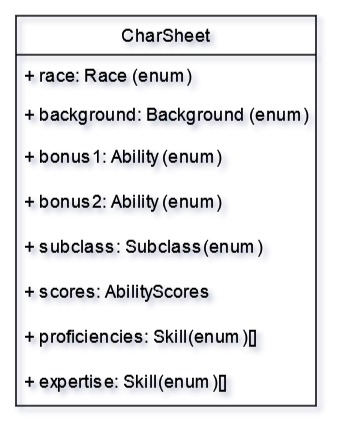 CharSheet
+ race: Race (enum)
+ background: Background (enum)
+ bonus1: Ability (enum)
+ bonus2: Ability (enum)
+ subclass: Subclass(enum)
+ scores: AbilityScores
+ proficiencies: Skill(enum)[]
+ expertise: Skill(enum)[]